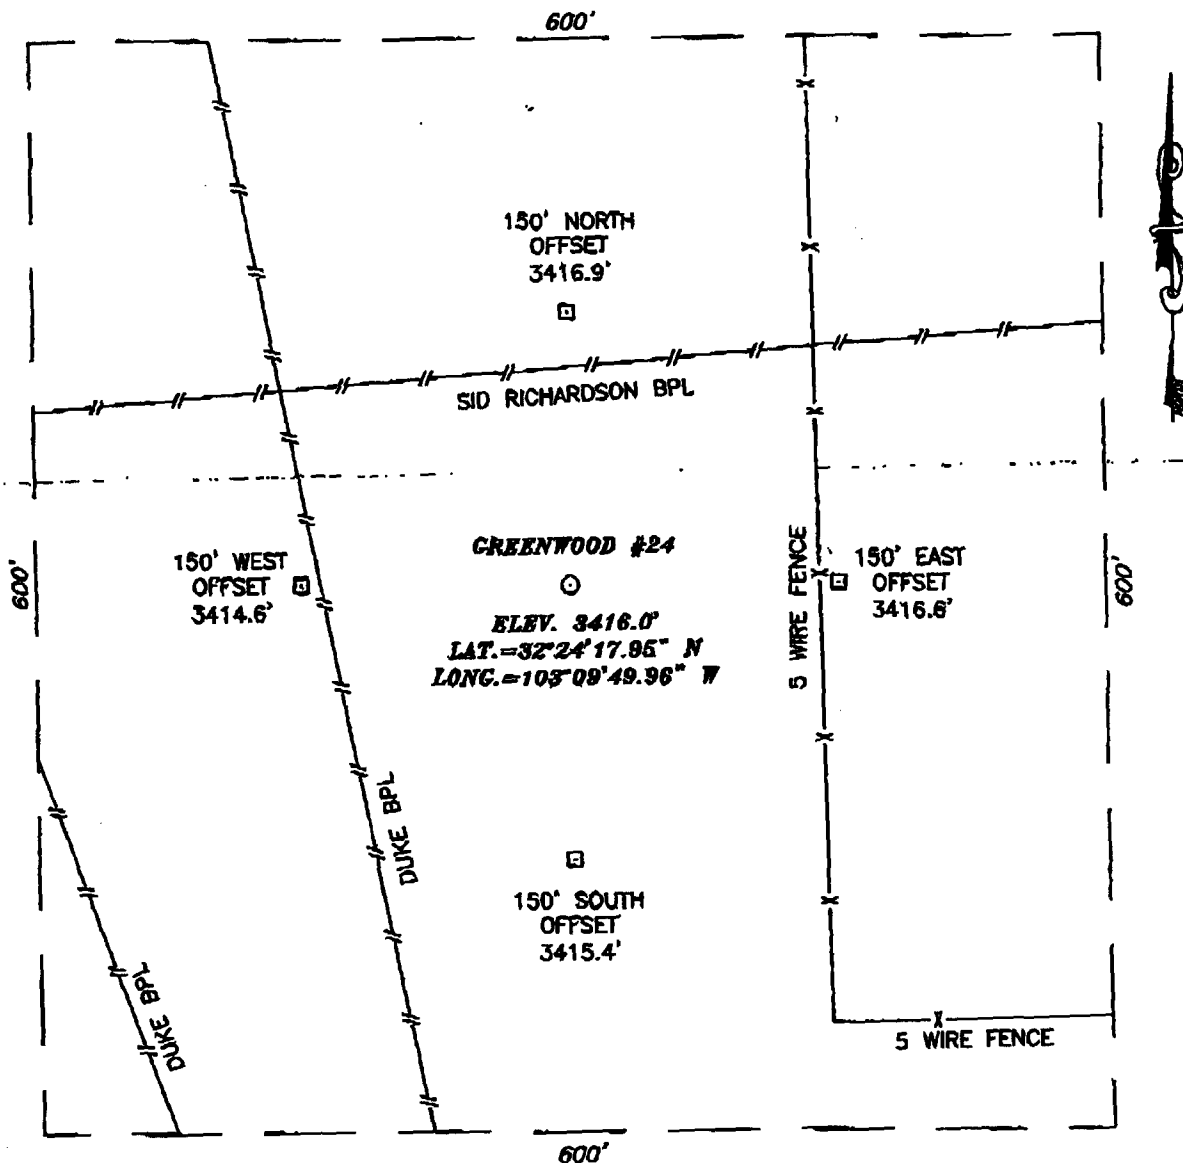 600'
150' NORTH
OFFSET
3416.9'
SID RICHARDSON BPL
600'
150' WEST
OFFSET
3414.6'
GREENWOOD #24
ELEV. 3416.0'
LAT.=32°24'17.95" N
LONG.=103°09'49.96" W
5 WIRE FENCE
150' EAST
OFFSET
3416.6'
600'
DUKE BPL
150' SOUTH
OFFSET
3415.4'
DUKE BPL
5 WIRE FENCE
600'